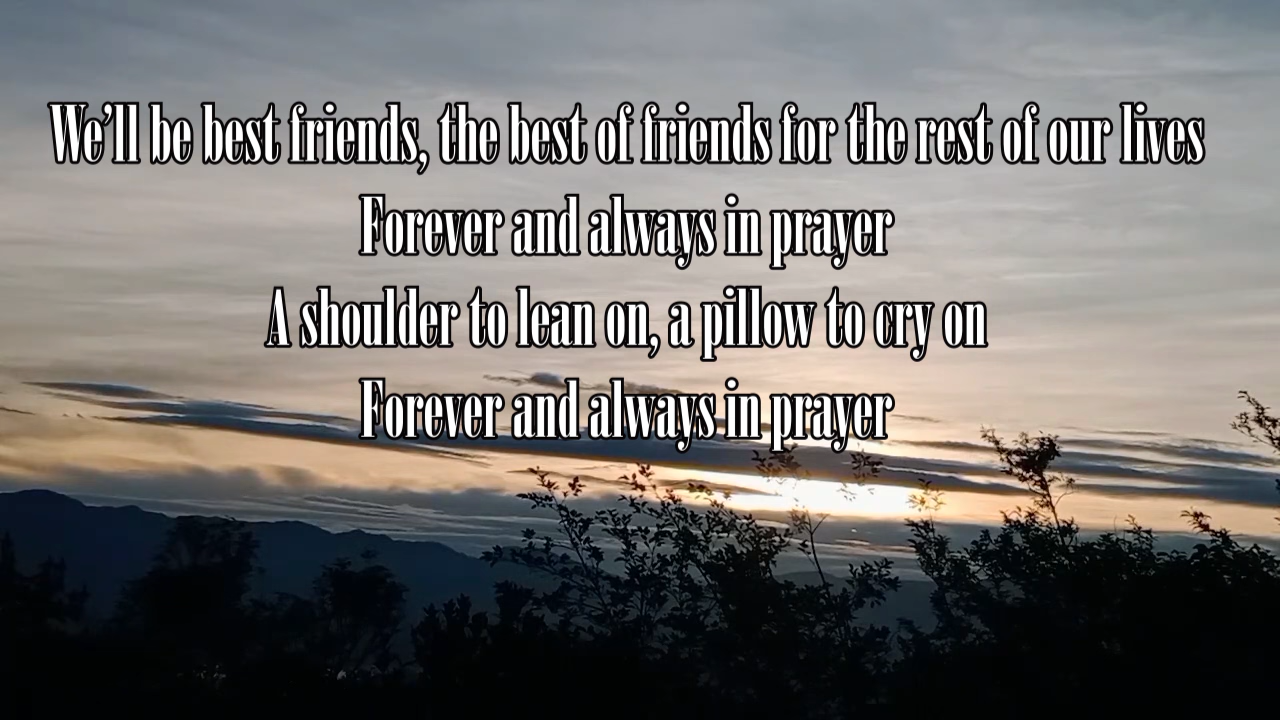 We'll be best friends, the best of friends for the rest of our lives
Forever and always in prayer
A shoulder to lean on, a pillow to cry on
Forever and always in prayer